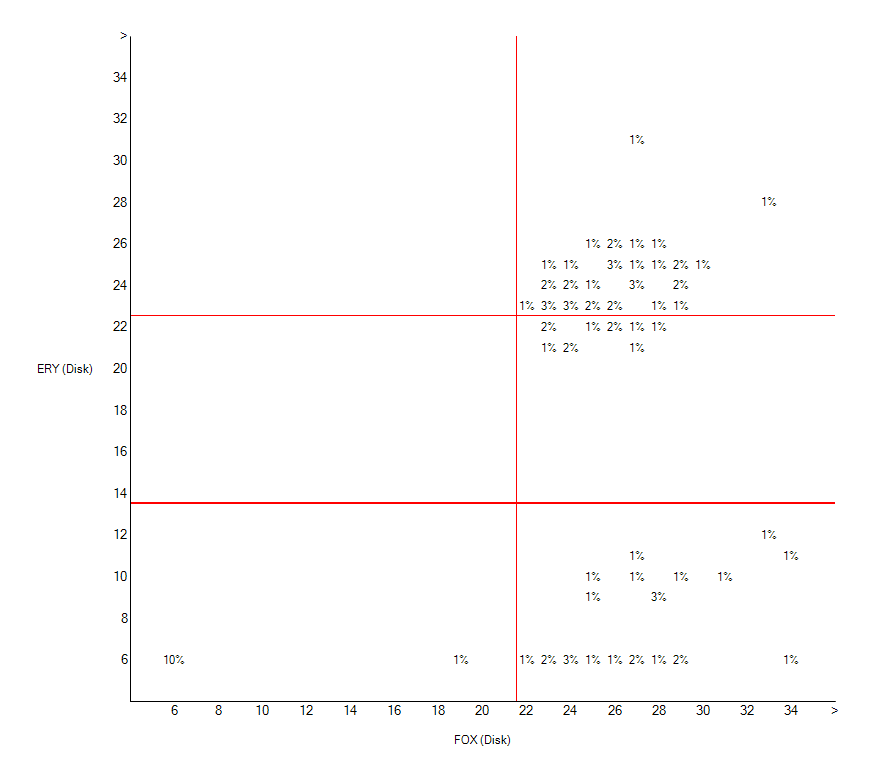 >
34
32
1%
30
28 1%
26 1% 2% 1% 1%
1% 1% 3% 1% 1% 2% 1%
24 2% 2% 1% 3% 2%
1% 3% 3% 2% 2% 1% 1%
22 2% 1% 2% 1% 1%
1% 2% 1%
ERY (Disk) 20
18
16
14
12 1%
1% 1%
10 1% 1% 1% 1%
1% 3%
8
6 10% 1% 1% 2% 3% 1% 1% 2% 1% 2% 1%
6 8 10 12 14 16 18 20 22 24 26 28 30 32 34 >
FOX (Disk)